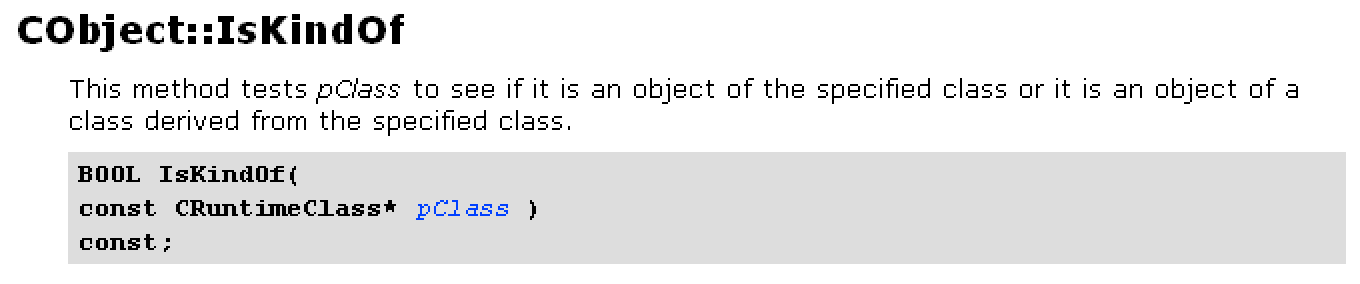 CObject::IsKindOf
This method tests pClass to see if it is an object of the specified class or it is an object of a
class derived from the specified class.
BOOL IsKindOf(
const CRuntimeClass* pClass )
const;